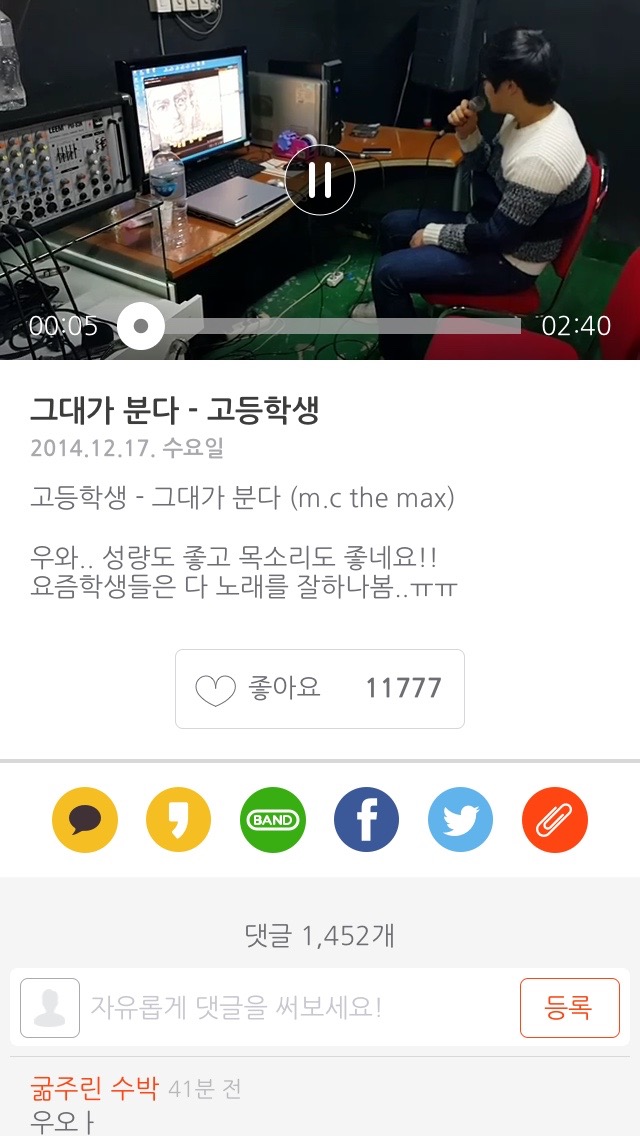 LEEM
00:05
02:40
그대가 분다 - 고등학생
2014.12.17. 수요일
고등학생 - 그대가 분다 (m.c the max)
우와.. 성량도 좋고 목소리도 좋네요!!
요즘학생들은 다 노래를 잘하나봄..ㅠㅠ
좋아요 11777
BAND
댓글 1,452개
자유롭게 댓글을 써보세요! 등록
굶주린 수박 41분 전
우오ㅏ